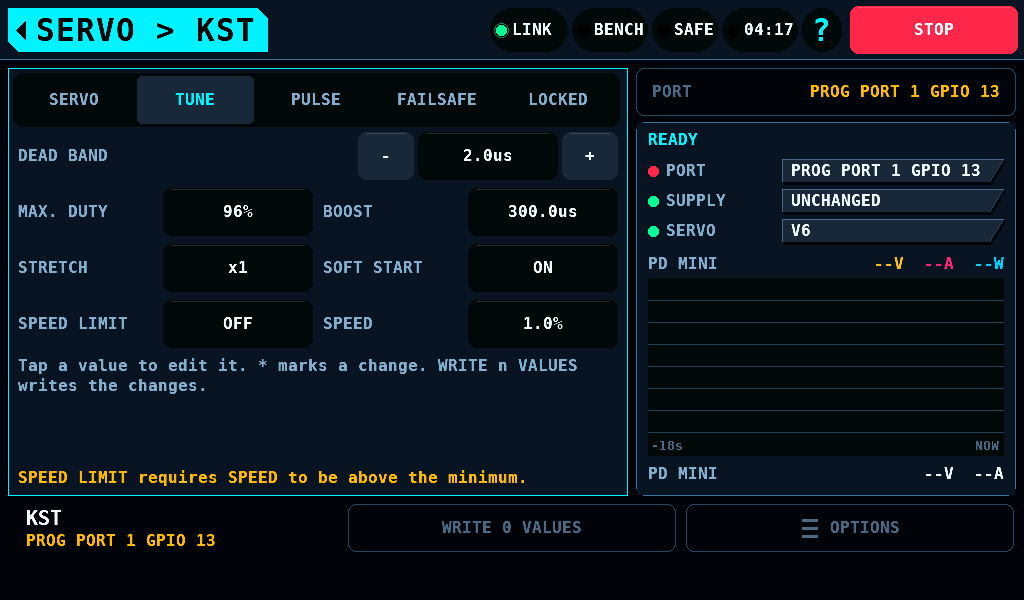 SERVO > KST
LINK
BENCH
SAFE
04:17
?
STOP
SERVO
TUNE
PULSE
FAILSAFE
LOCKED
DEAD BAND
-
2.0us
+
MAX. DUTY
96%
BOOST
300.0us
STRETCH
x1
SOFT START
ON
SPEED LIMIT
OFF
SPEED
1.0%
Tap a value to edit it. * marks a change. WRITE n VALUES
writes the changes.
SPEED LIMIT requires SPEED to be above the minimum.
PORT
PROG PORT 1 GPIO 13
READY
PORT
PROG PORT 1 GPIO 13
SUPPLY
UNCHANGED
SERVO
V6
PD MINI
--V
--A
--W
-18s
NOW
PD MINI
--V
--A
KST
PROG PORT 1 GPIO 13
WRITE 0 VALUES
OPTIONS